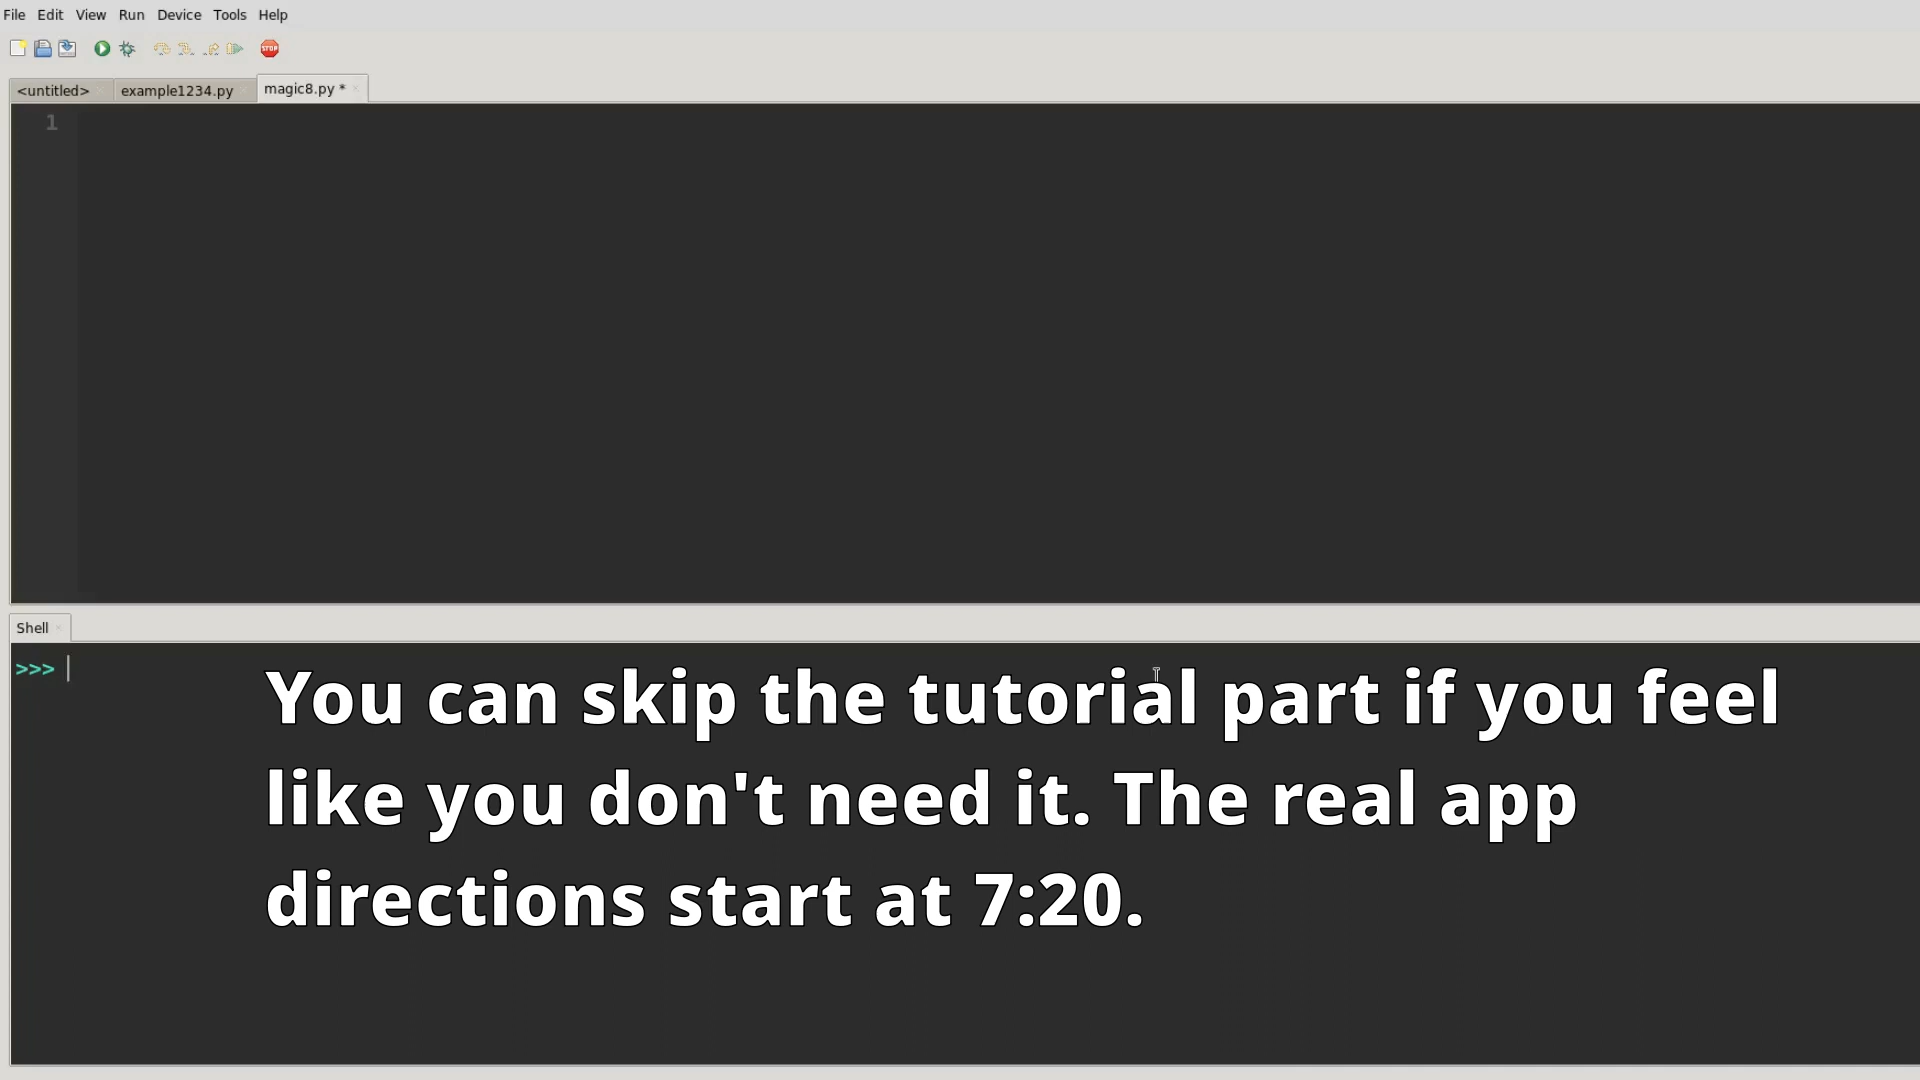 File Edit View Run Device Tools Help
STOP
<untitled> example1234.py magic8.py *
1
Shell
>>>
You can skip the tutorial part if you feel
like you don't need it. The real app
directions start at 7:20.